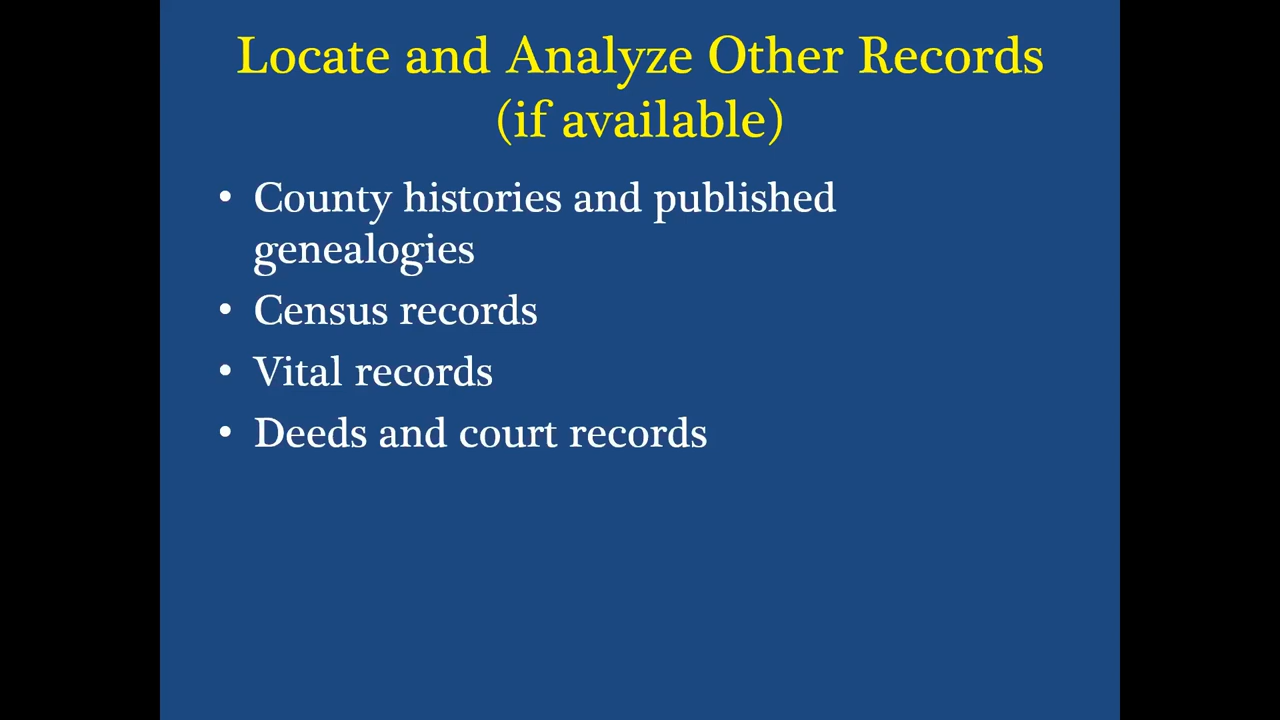 Locate and Analyze Other Records
(if available)
• County histories and published
genealogies
• Census records
• Vital records
• Deeds and court records